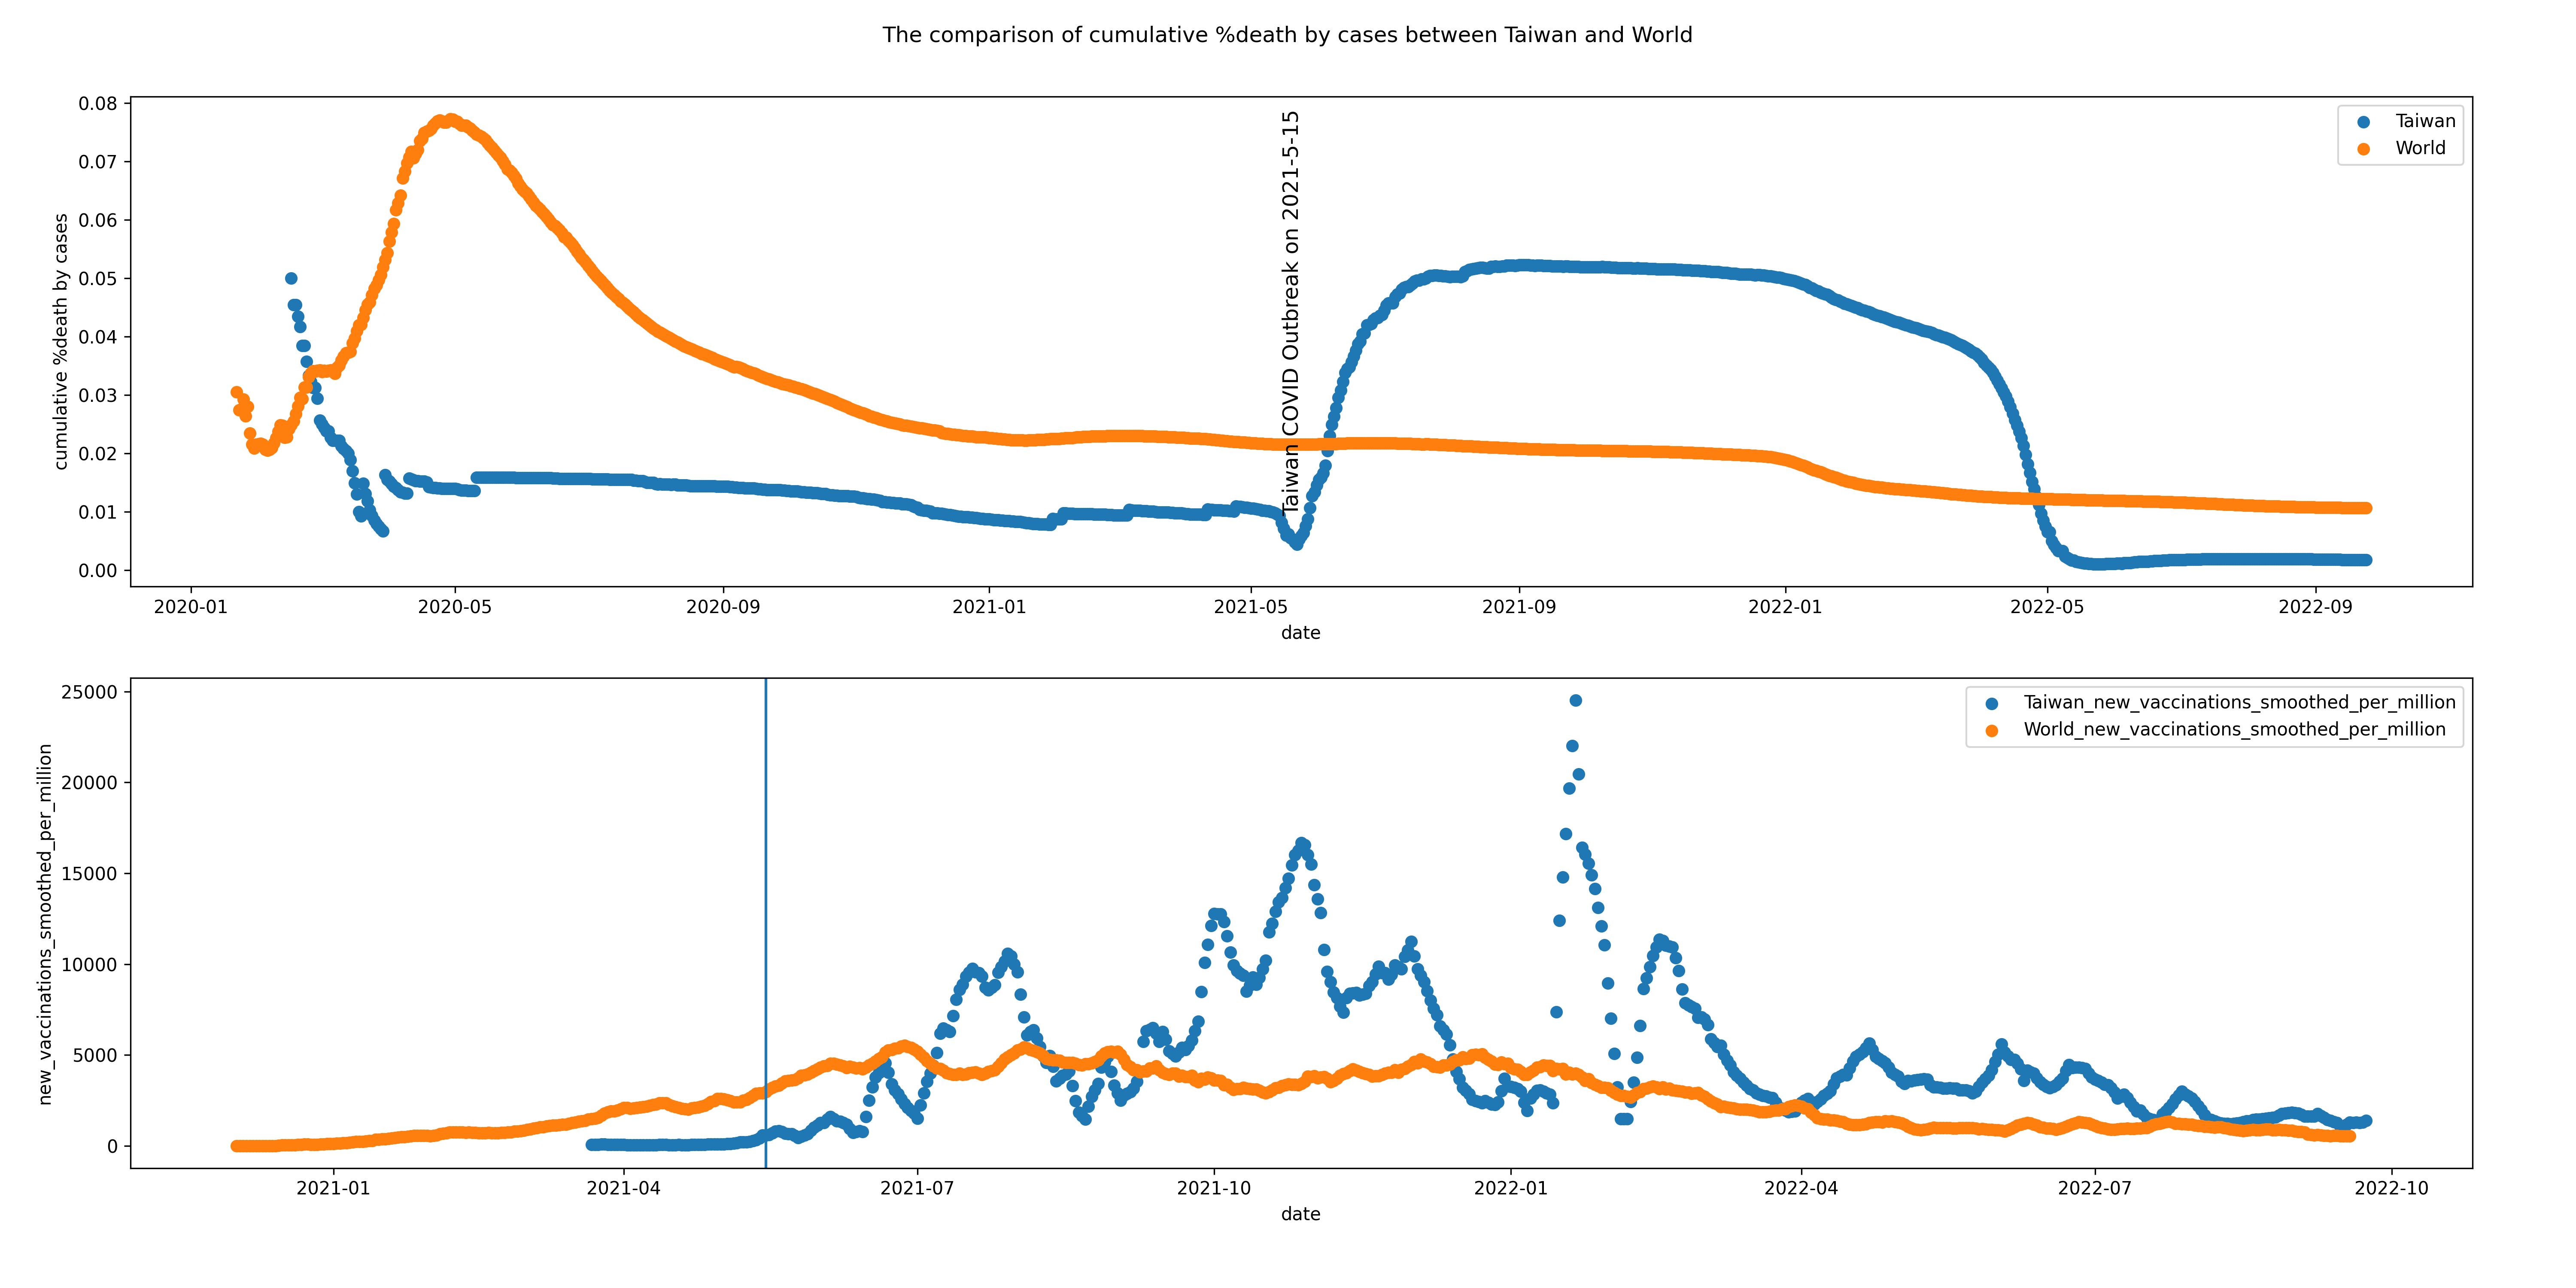 The comparison of cumulative %death by cases between Taiwan and World
cumulative %death by cases
0.08
0.07
0.06
0.05
0.04
0.03
0.02
0.01
0.00
Taiwan COVID Outbreak on 2021-5-15
Taiwan
World
2020-01 2020-05 2020-09 2021-01 2021-05 2021-09 2022-01 2022-05 2022-09
date
new_vaccinations_smoothed_per_million
25000
20000
15000
10000
5000
0
Taiwan_new_vaccinations_smoothed_per_million
World_new_vaccinations_smoothed_per_million
2021-01 2021-04 2021-07 2021-10 2022-01 2022-04 2022-07 2022-10
date